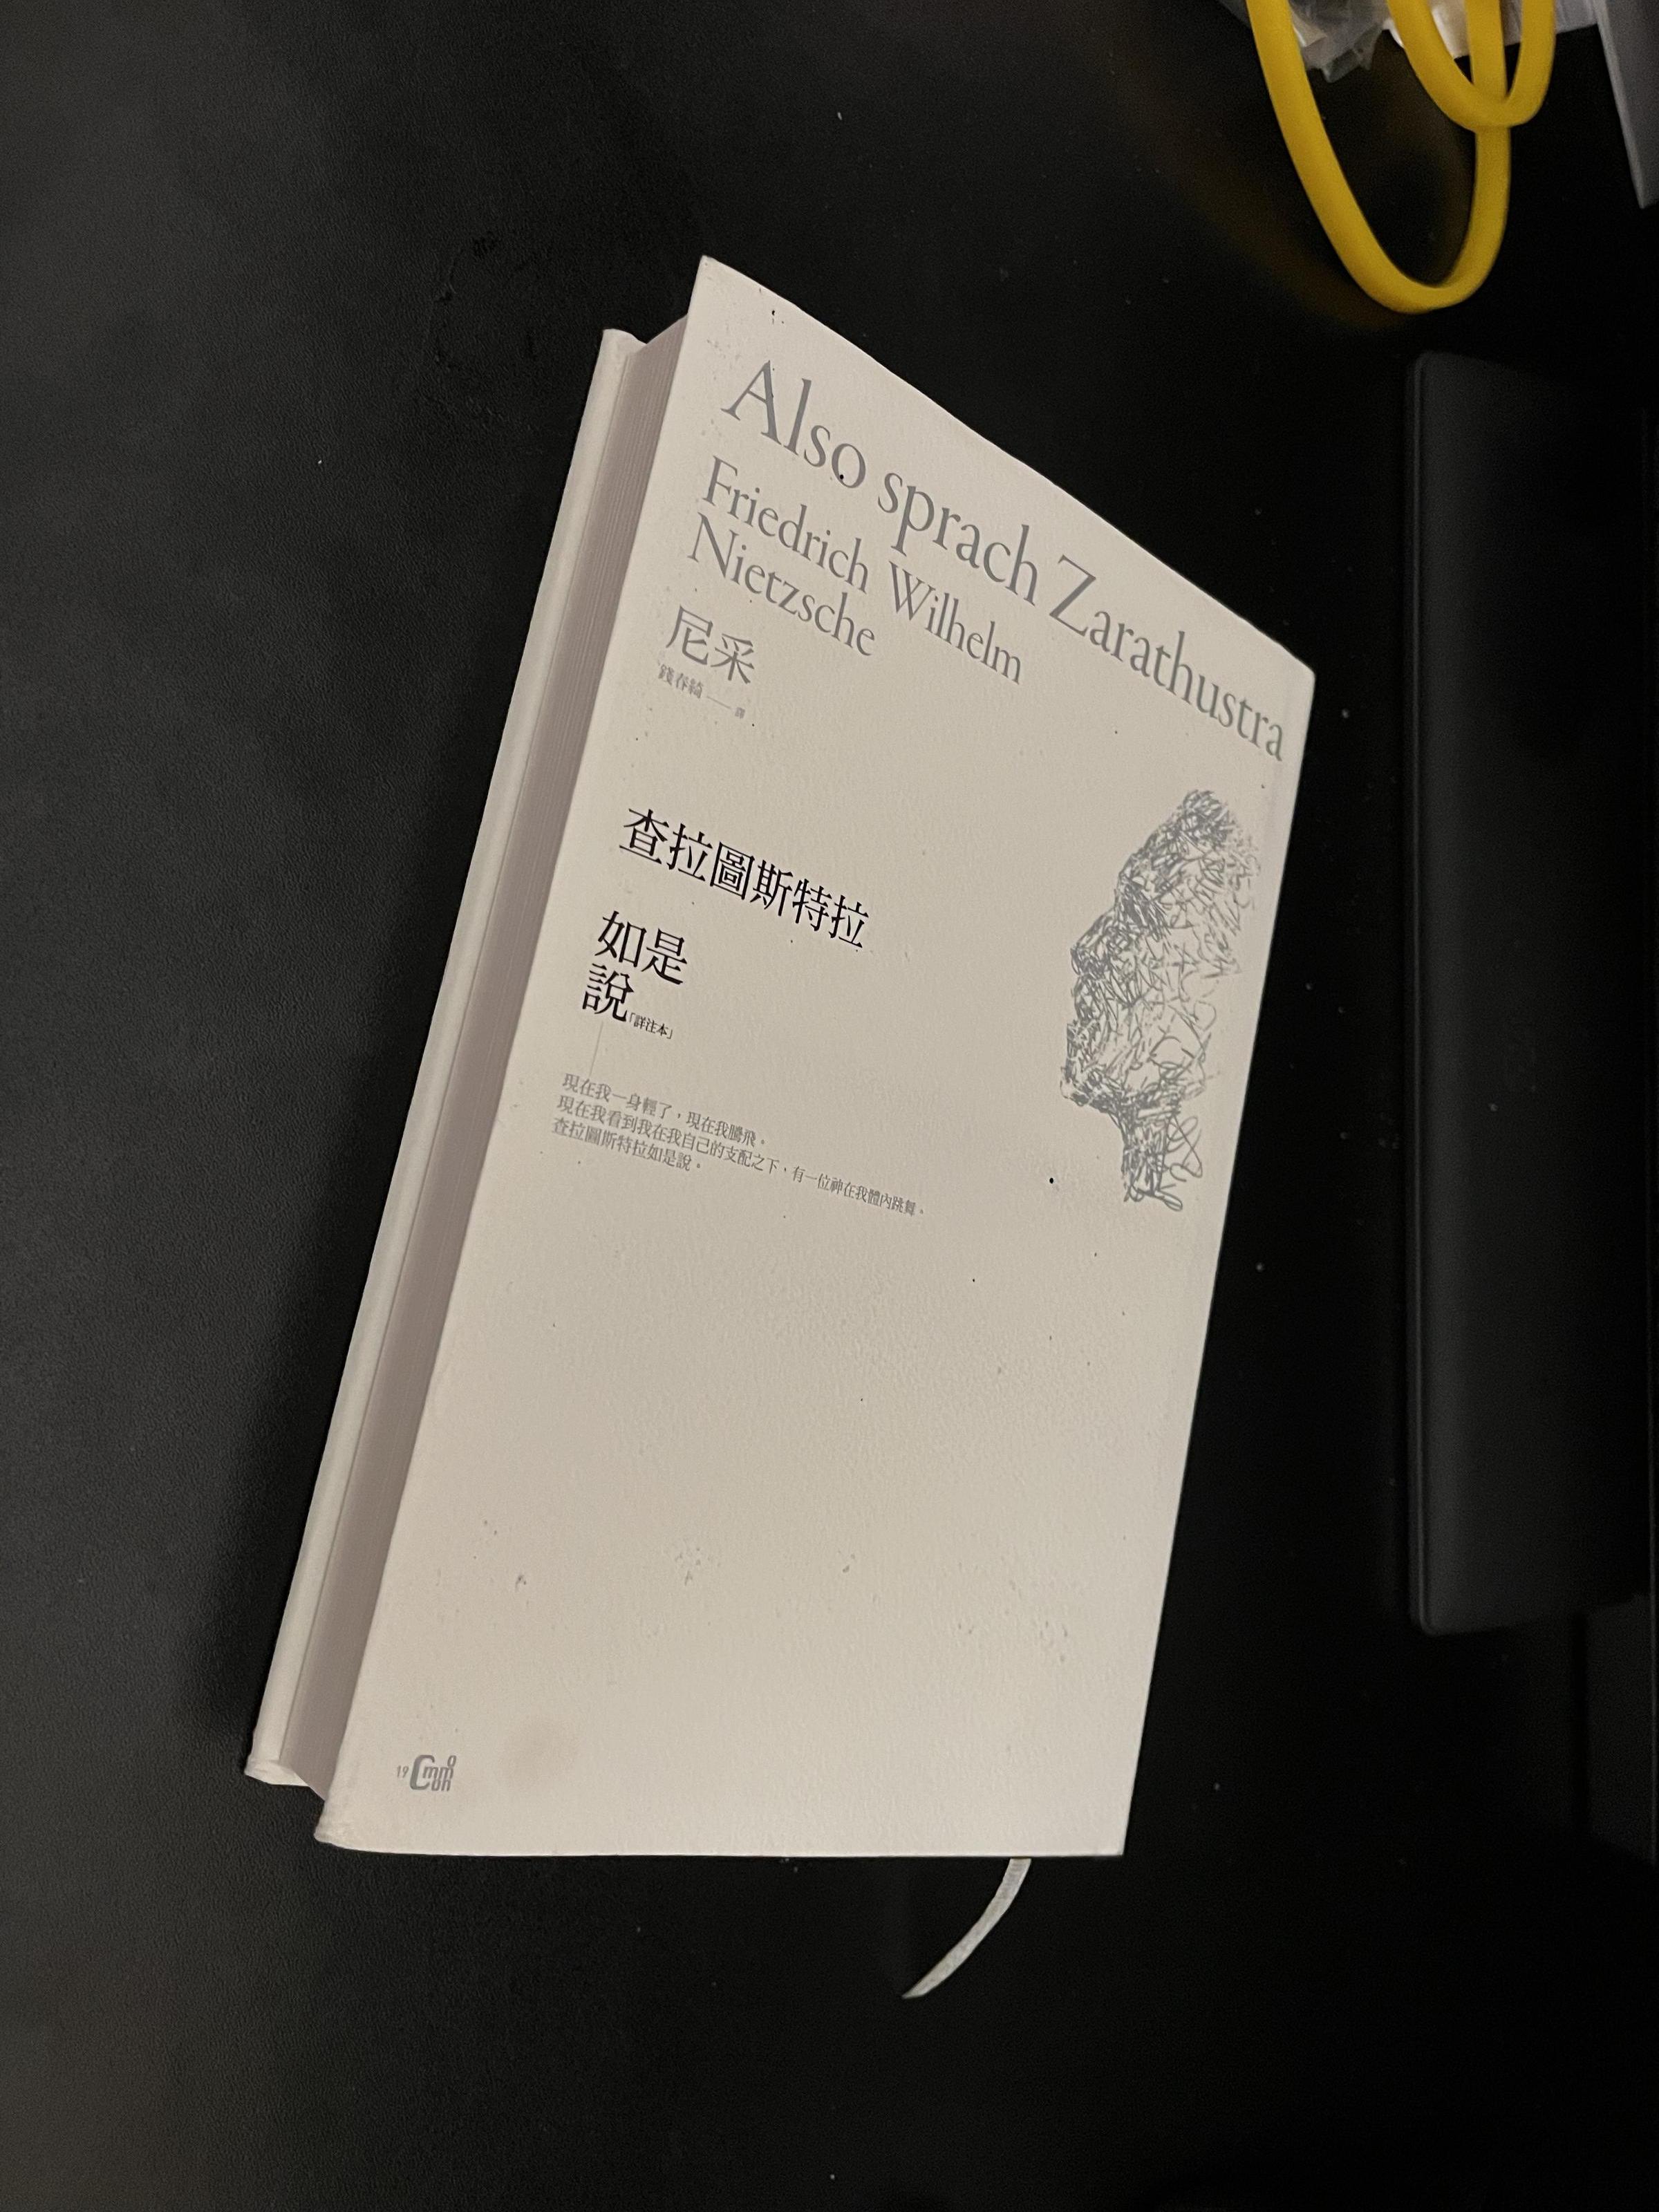 Also sprach Zarathustra
Friedrich Wilhelm
Nietzsche
尼采
錢春綺——譯
查拉圖斯特拉
如是
說「詳注本」
現在我一身輕了，現在我騰飛。
現在我看到我在我自己的支配之下，有一位神在我體內跳舞。
查拉圖斯特拉如是說。
19 Common